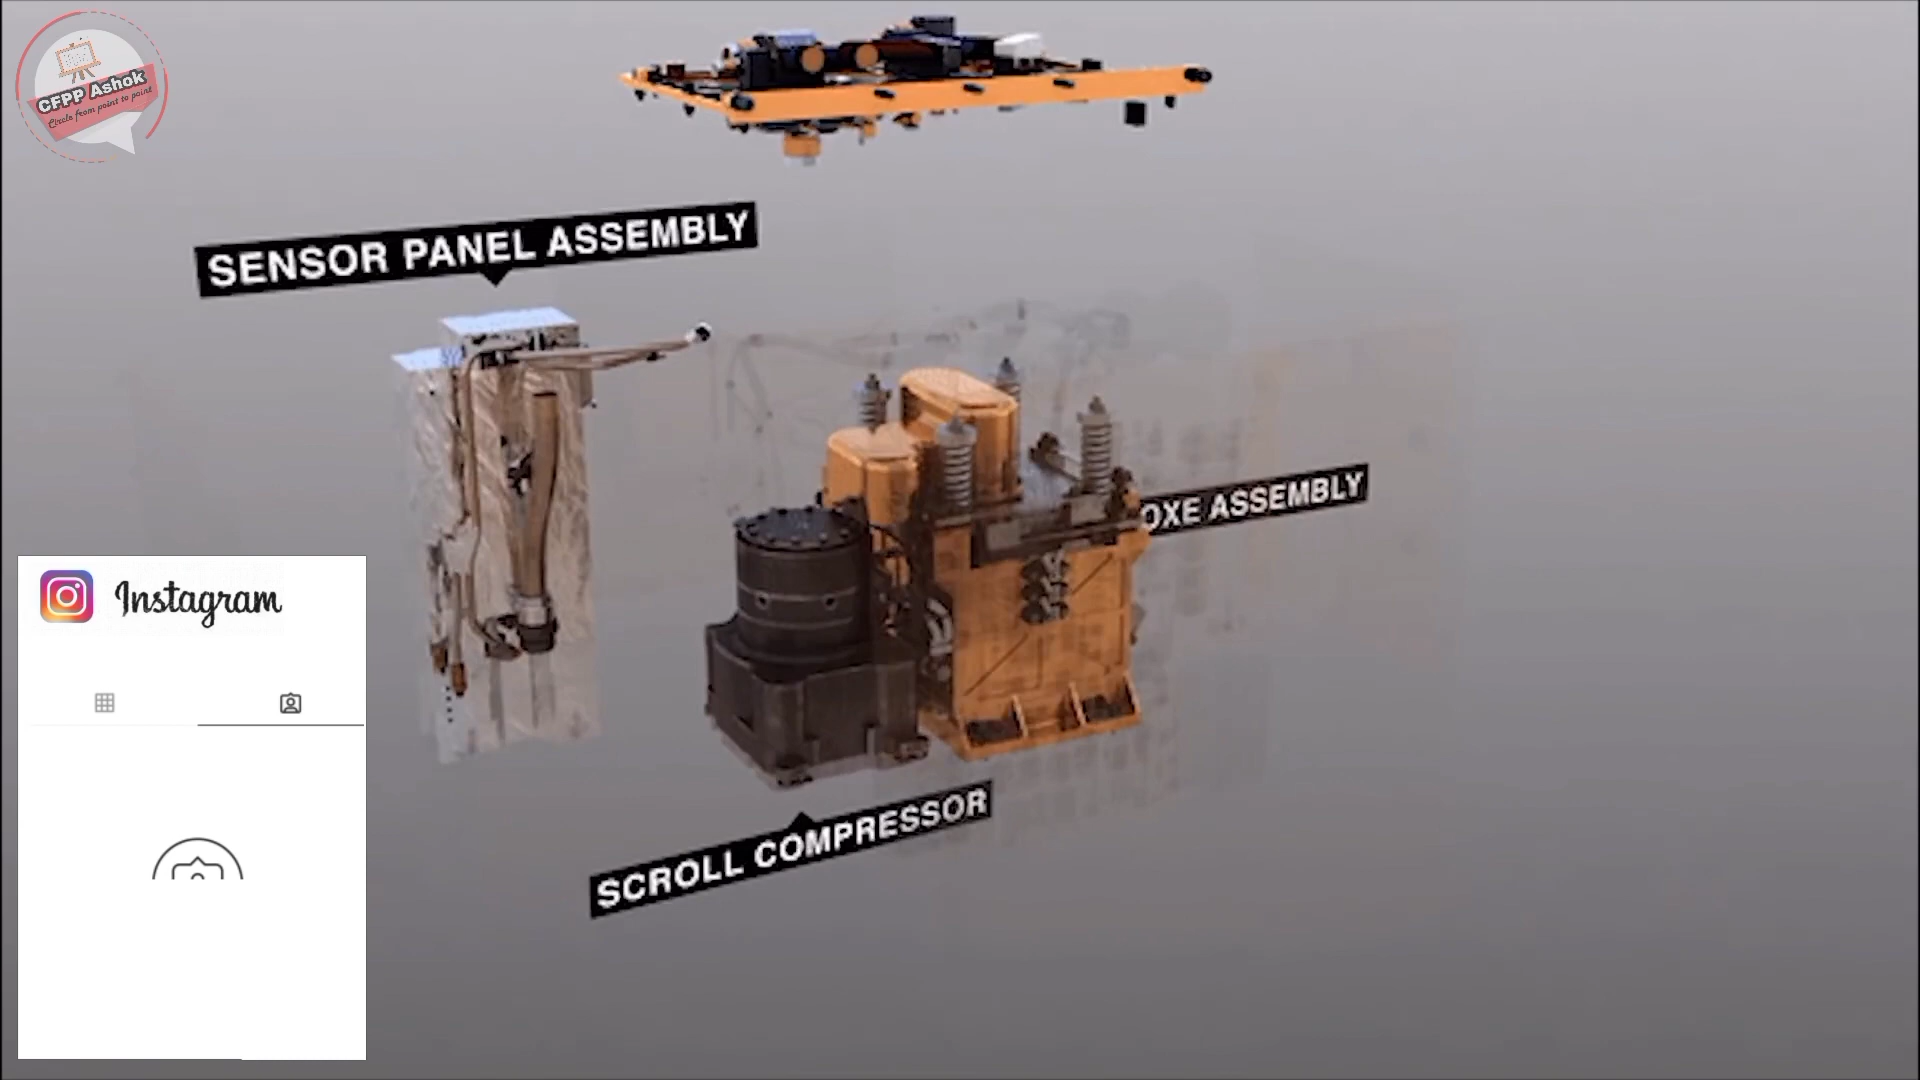 CFPP Ashok
Circle from point to point
SENSOR PANEL ASSEMBLY
OXE ASSEMBLY
Instagram
SCROLL COMPRESSOR